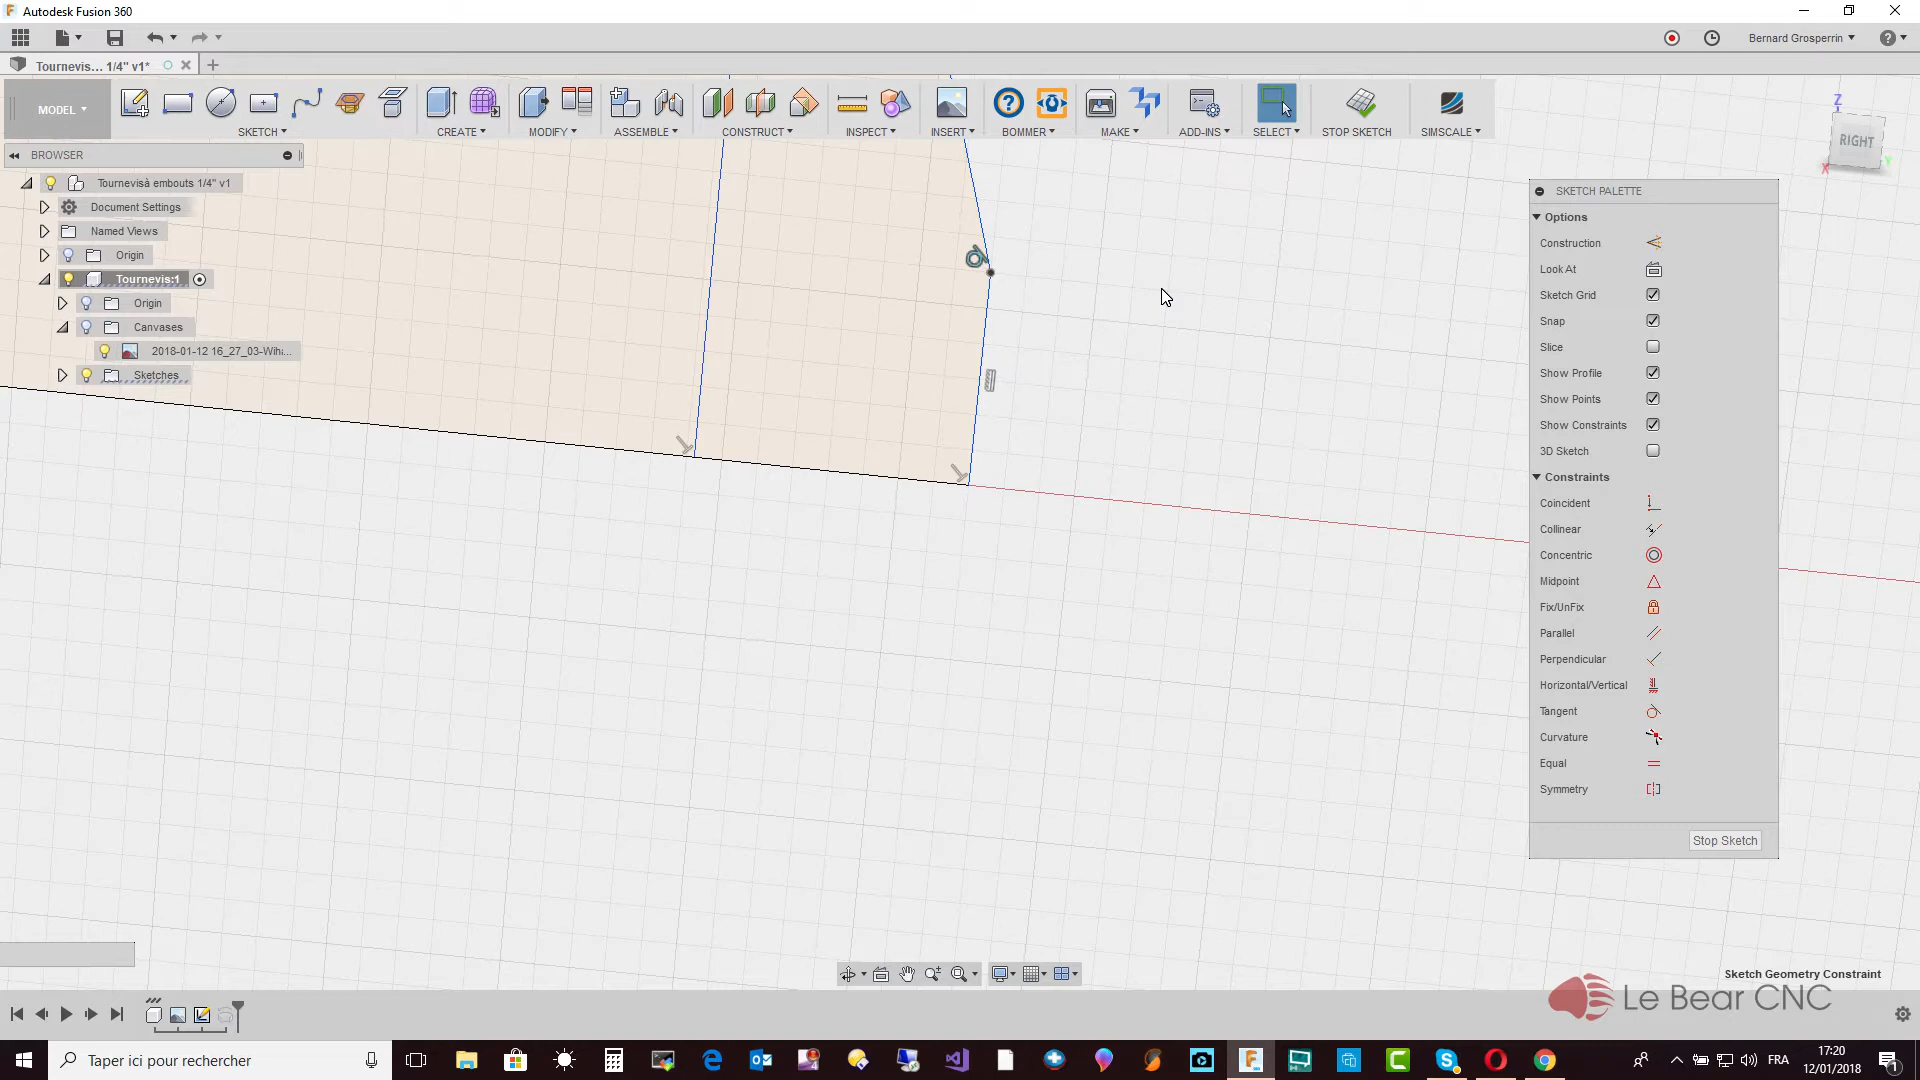 Autodesk Fusion 360
Bernard Grosperrin
Tournevis... 1/4" v1*
MODEL
SKETCH
CREATE
MODIFY
ASSEMBLE
CONSTRUCT
INSPECT
INSERT
BOMMER
MAKE
ADD-INS
SELECT
STOP SKETCH
SIMSCALE
Z
RIGHT
X
Y
BROWSER
Tournevisà embouts 1/4" v1
Document Settings
Named Views
Origin
Tournevis:1
Origin
Canvases
2018-01-12 16_27_03-Wiha...
Sketches
SKETCH PALETTE
Options
Construction
Look At
Sketch Grid
Snap
Slice
Show Profile
Show Points
Show Constraints
3D Sketch
Constraints
Coincident
Collinear
Concentric
Midpoint
Fix/UnFix
Parallel
Perpendicular
Horizontal/Vertical
Tangent
Curvature
Equal
Symmetry
Stop Sketch
Sketch Geometry Constraint
Le Bear CNC
Taper ici pour rechercher
FRA
17:20
12/01/2018
1